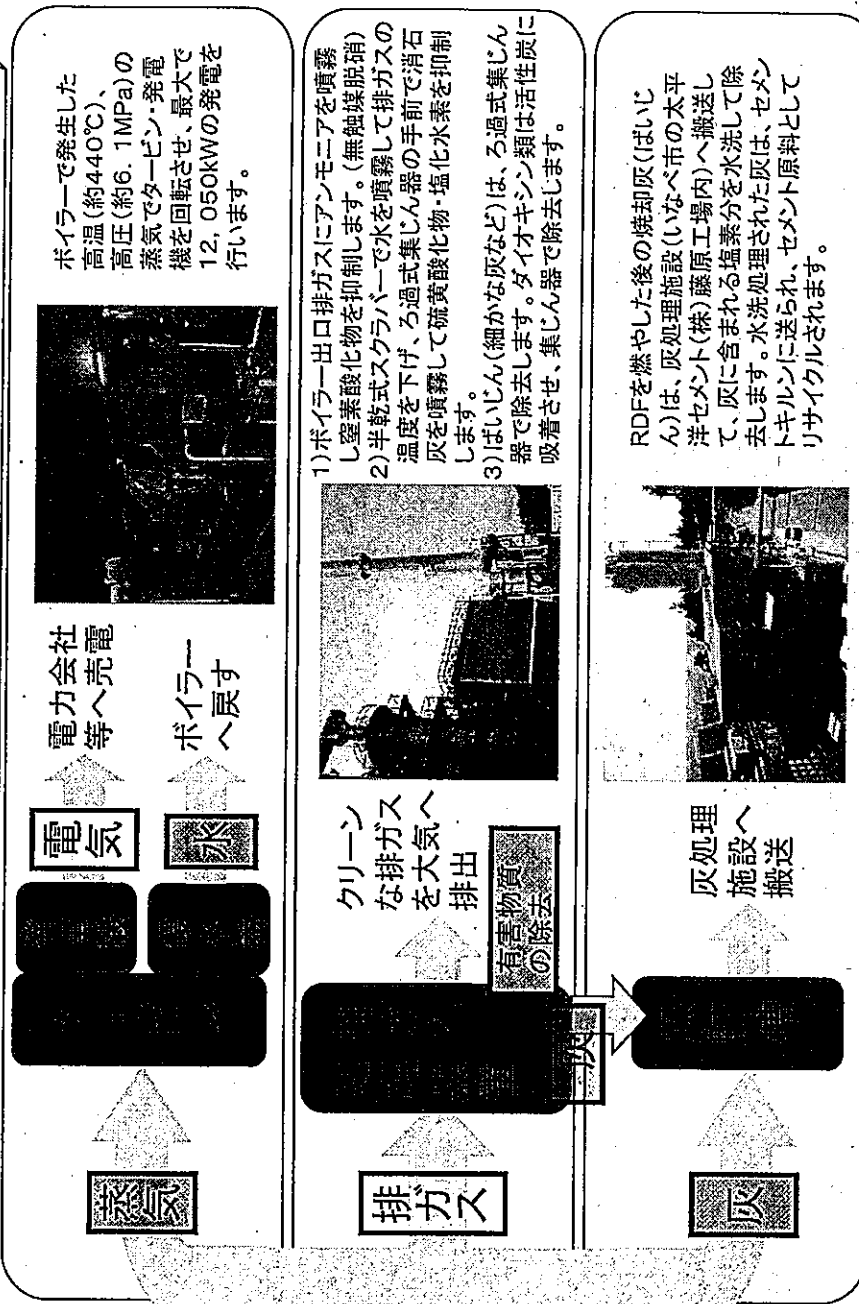 蒸気
電気
電力会社
等へ売電
水
ボイラー
へ戻す
ボイラーで発生した
高温(約440℃)、
高圧(約6.1MPa)の
蒸気でタービン・発電
機を回転させ、最大で
12,050kWの発電を
行います。
排ガス
クリーン
な排ガス
を大気へ
排出
有害物質
の除去
灰
1)ボイラー出口排ガスにアンモニアを噴霧
し窒素酸化物を抑制します。(無触媒脱硝)
2)半乾式スクラバーで水を噴霧して排ガスの
温度を下げ、ろ過式集じん器の手前で消石
灰を噴霧して硫黄酸化物・塩化水素を抑制
します。
3)ばいじん(細かな灰など)は、ろ過式集じん
器で除去します。ダイオキシン類は活性炭に
吸着させ、集じん器で除去します。
灰
灰処理
施設へ
搬送
RDFを燃やした後の焼却灰(ばいじ
ん)は、灰処理施設(いなべ市の太平
洋セメント(株)藤原工場内)へ搬送し
て、灰に含まれる塩素分を水洗して除
去します。水洗処理された灰は、セメン
トキルンに送られ、セメント原料として
リサイクルされます。